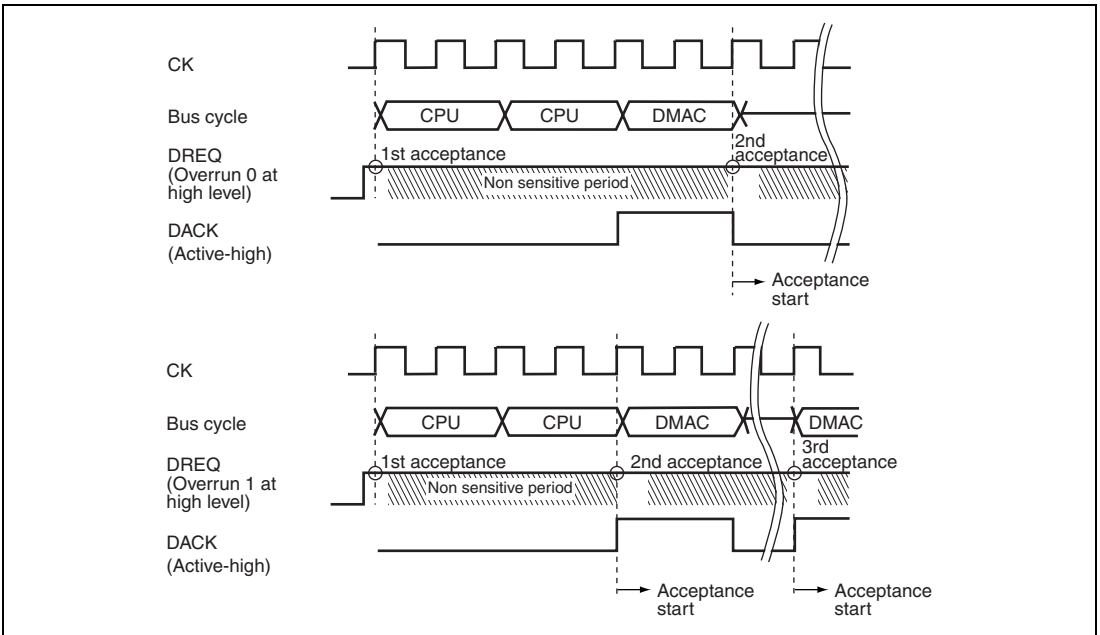 CK
Bus cycle
CPU CPU DMAC
DREQ
(Overrun 0 at
high level)
1st acceptance
2nd
acceptance
Non sensitive period
DACK
(Active-high)
Acceptance
start
CK
Bus cycle
CPU CPU DMAC DMAC
DREQ
(Overrun 1 at
high level)
1st acceptance
2nd acceptance
3rd
acceptance
Non sensitive period
DACK
(Active-high)
Acceptance
start
Acceptance
start